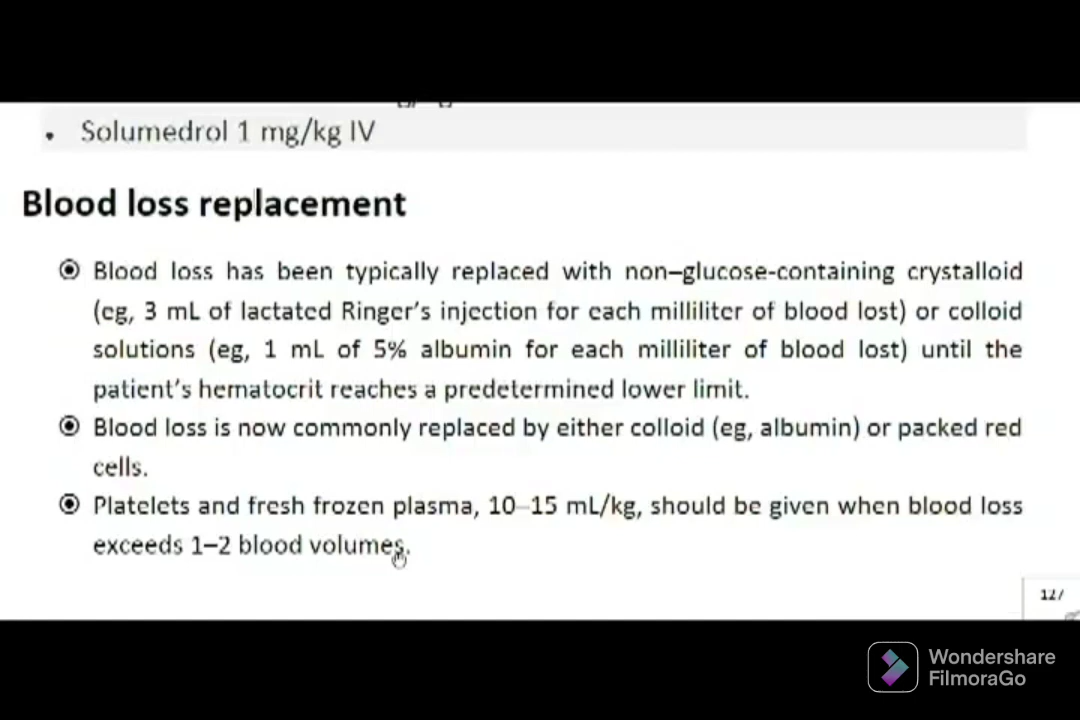 • Solumedrol 1 mg/kg IV
Blood loss replacement
Blood loss has been typically replaced with non–glucose-containing crystalloid
(eg, 3 mL of lactated Ringer's injection for each milliliter of blood lost) or colloid
solutions (eg, 1 mL of 5% albumin for each milliliter of blood lost) until the
patient's hematocrit reaches a predetermined lower limit.
Blood loss is now commonly replaced by either colloid (eg, albumin) or packed red
cells.
Platelets and fresh frozen plasma, 10–15 mL/kg, should be given when blood loss
exceeds 1–2 blood volumes.
Wondershare
FilmoraGo